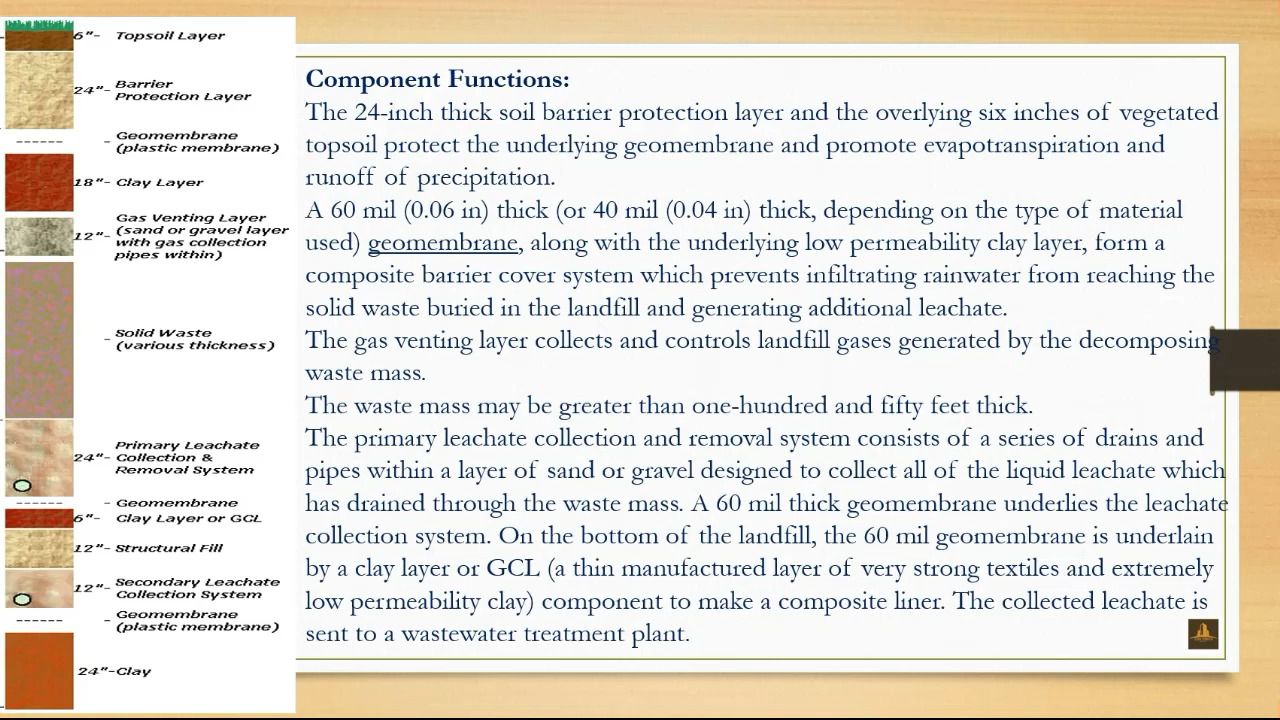 6"- Topsoil Layer
24"- Barrier
Protection Layer
- Geomembrane
(plastic membrane)
18"- Clay Layer
Gas Venting Layer
12"- (sand or gravel layer
with gas collection
pipes within)
- Solid Waste
(various thickness)
Primary Leachate
24"- Collection &
Removal System
- Geomembrane
6"- Clay Layer or GCL
12"- Structural Fill
12"- Secondary Leachate
Collection System
- Geomembrane
(plastic membrane)
24"-Clay
Component Functions:
The 24-inch thick soil barrier protection layer and the overlying six inches of vegetated
topsoil protect the underlying geomembrane and promote evapotranspiration and
runoff of precipitation.
A 60 mil (0.06 in) thick (or 40 mil (0.04 in) thick, depending on the type of material
used) geomembrane, along with the underlying low permeability clay layer, form a
composite barrier cover system which prevents infiltrating rainwater from reaching the
solid waste buried in the landfill and generating additional leachate.
The gas venting layer collects and controls landfill gases generated by the decomposing
waste mass.
The waste mass may be greater than one-hundred and fifty feet thick.
The primary leachate collection and removal system consists of a series of drains and
pipes within a layer of sand or gravel designed to collect all of the liquid leachate which
has drained through the waste mass. A 60 mil thick geomembrane underlies the leachate
collection system. On the bottom of the landfill, the 60 mil geomembrane is underlain
by a clay layer or GCL (a thin manufactured layer of very strong textiles and extremely
low permeability clay) component to make a composite liner. The collected leachate is
sent to a wastewater treatment plant.